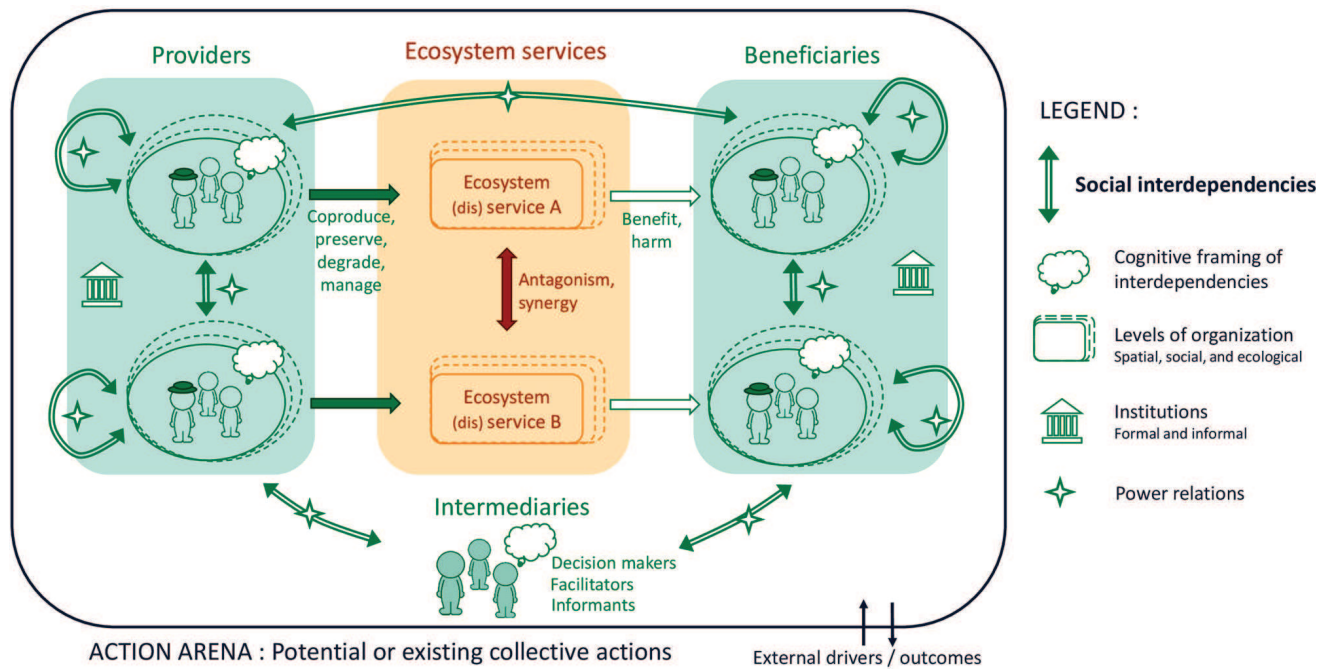 Providers
Ecosystem services
Beneficiaries
Ecosystem
(dis) service A
Coproduce,
preserve,
degrade,
manage
Benefit,
harm
Antagonism,
synergy
Ecosystem
(dis) service B
Intermediaries
Decision makers
Facilitators
Informants
ACTION ARENA : Potential or existing collective actions
External drivers / outcomes
LEGEND :
Social interdependencies
Cognitive framing of
interdependencies
Levels of organization
Spatial, social, and ecological
Institutions
Formal and informal
Power relations